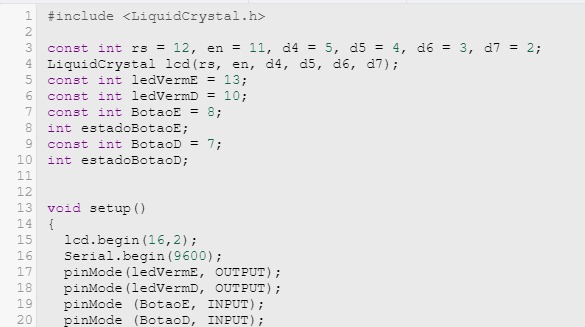 1 #include <LiquidCrystal.h>
2
3 const int rs = 12, en = 11, d4 = 5, d5 = 4, d6 = 3, d7 = 2;
4 LiquidCrystal lcd(rs, en, d4, d5, d6, d7);
5 const int ledVermE = 13;
6 const int ledVermD = 10;
7 const int BotaoE = 8;
8 int estadoBotaoE;
9 const int BotaoD = 7;
10 int estadoBotaoD;
11
12
13 void setup()
14 {
15   lcd.begin(16,2);
16   Serial.begin(9600);
17   pinMode(ledVermE, OUTPUT);
18   pinMode(ledVermD, OUTPUT);
19   pinMode (BotaoE, INPUT);
20   pinMode (BotaoD, INPUT);